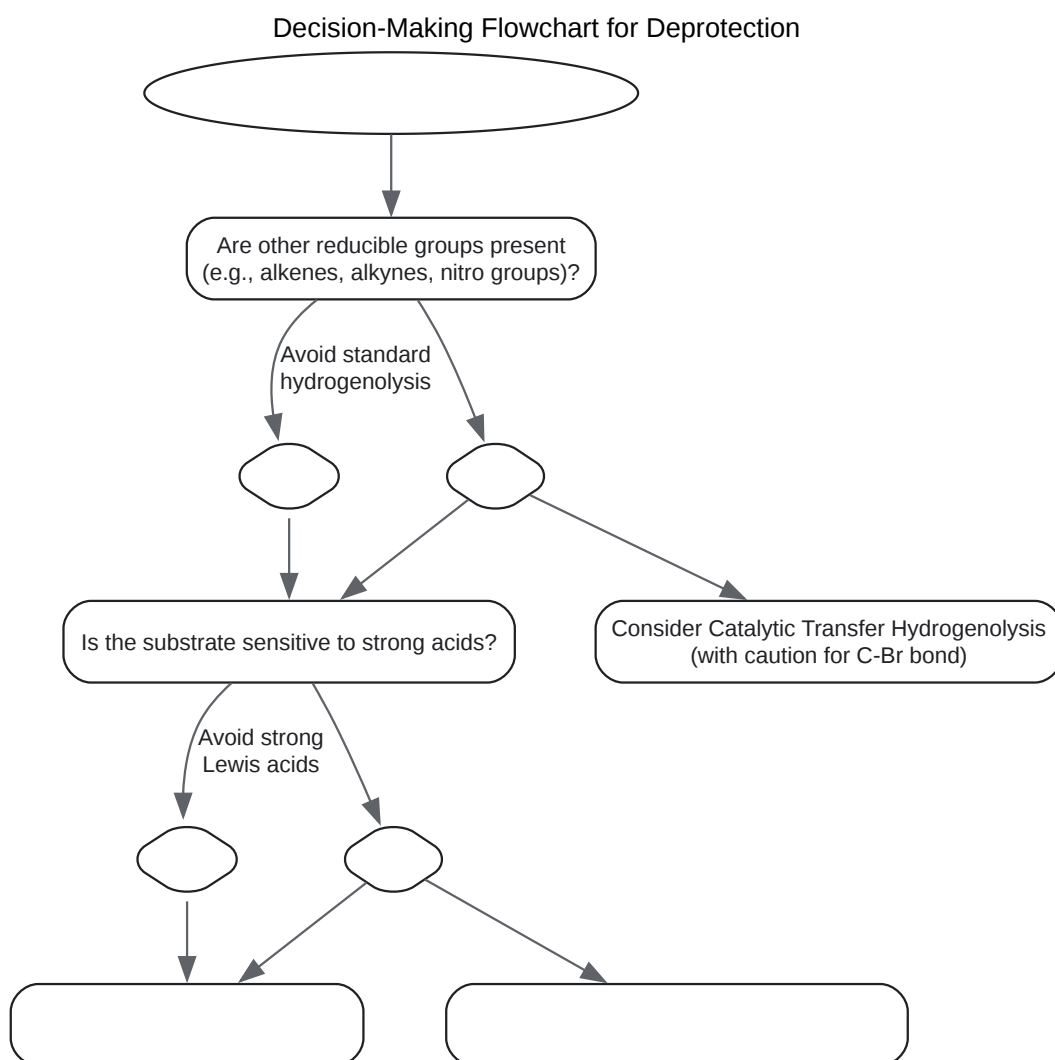 Decision-Making Flowchart for Deprotection
Are other reducible groups present
(e.g., alkenes, alkynes, nitro groups)?
Avoid standard
hydrogenolysis
Is the substrate sensitive to strong acids?
Consider Catalytic Transfer Hydrogenolysis
(with caution for C-Br bond)
Avoid strong
Lewis acids